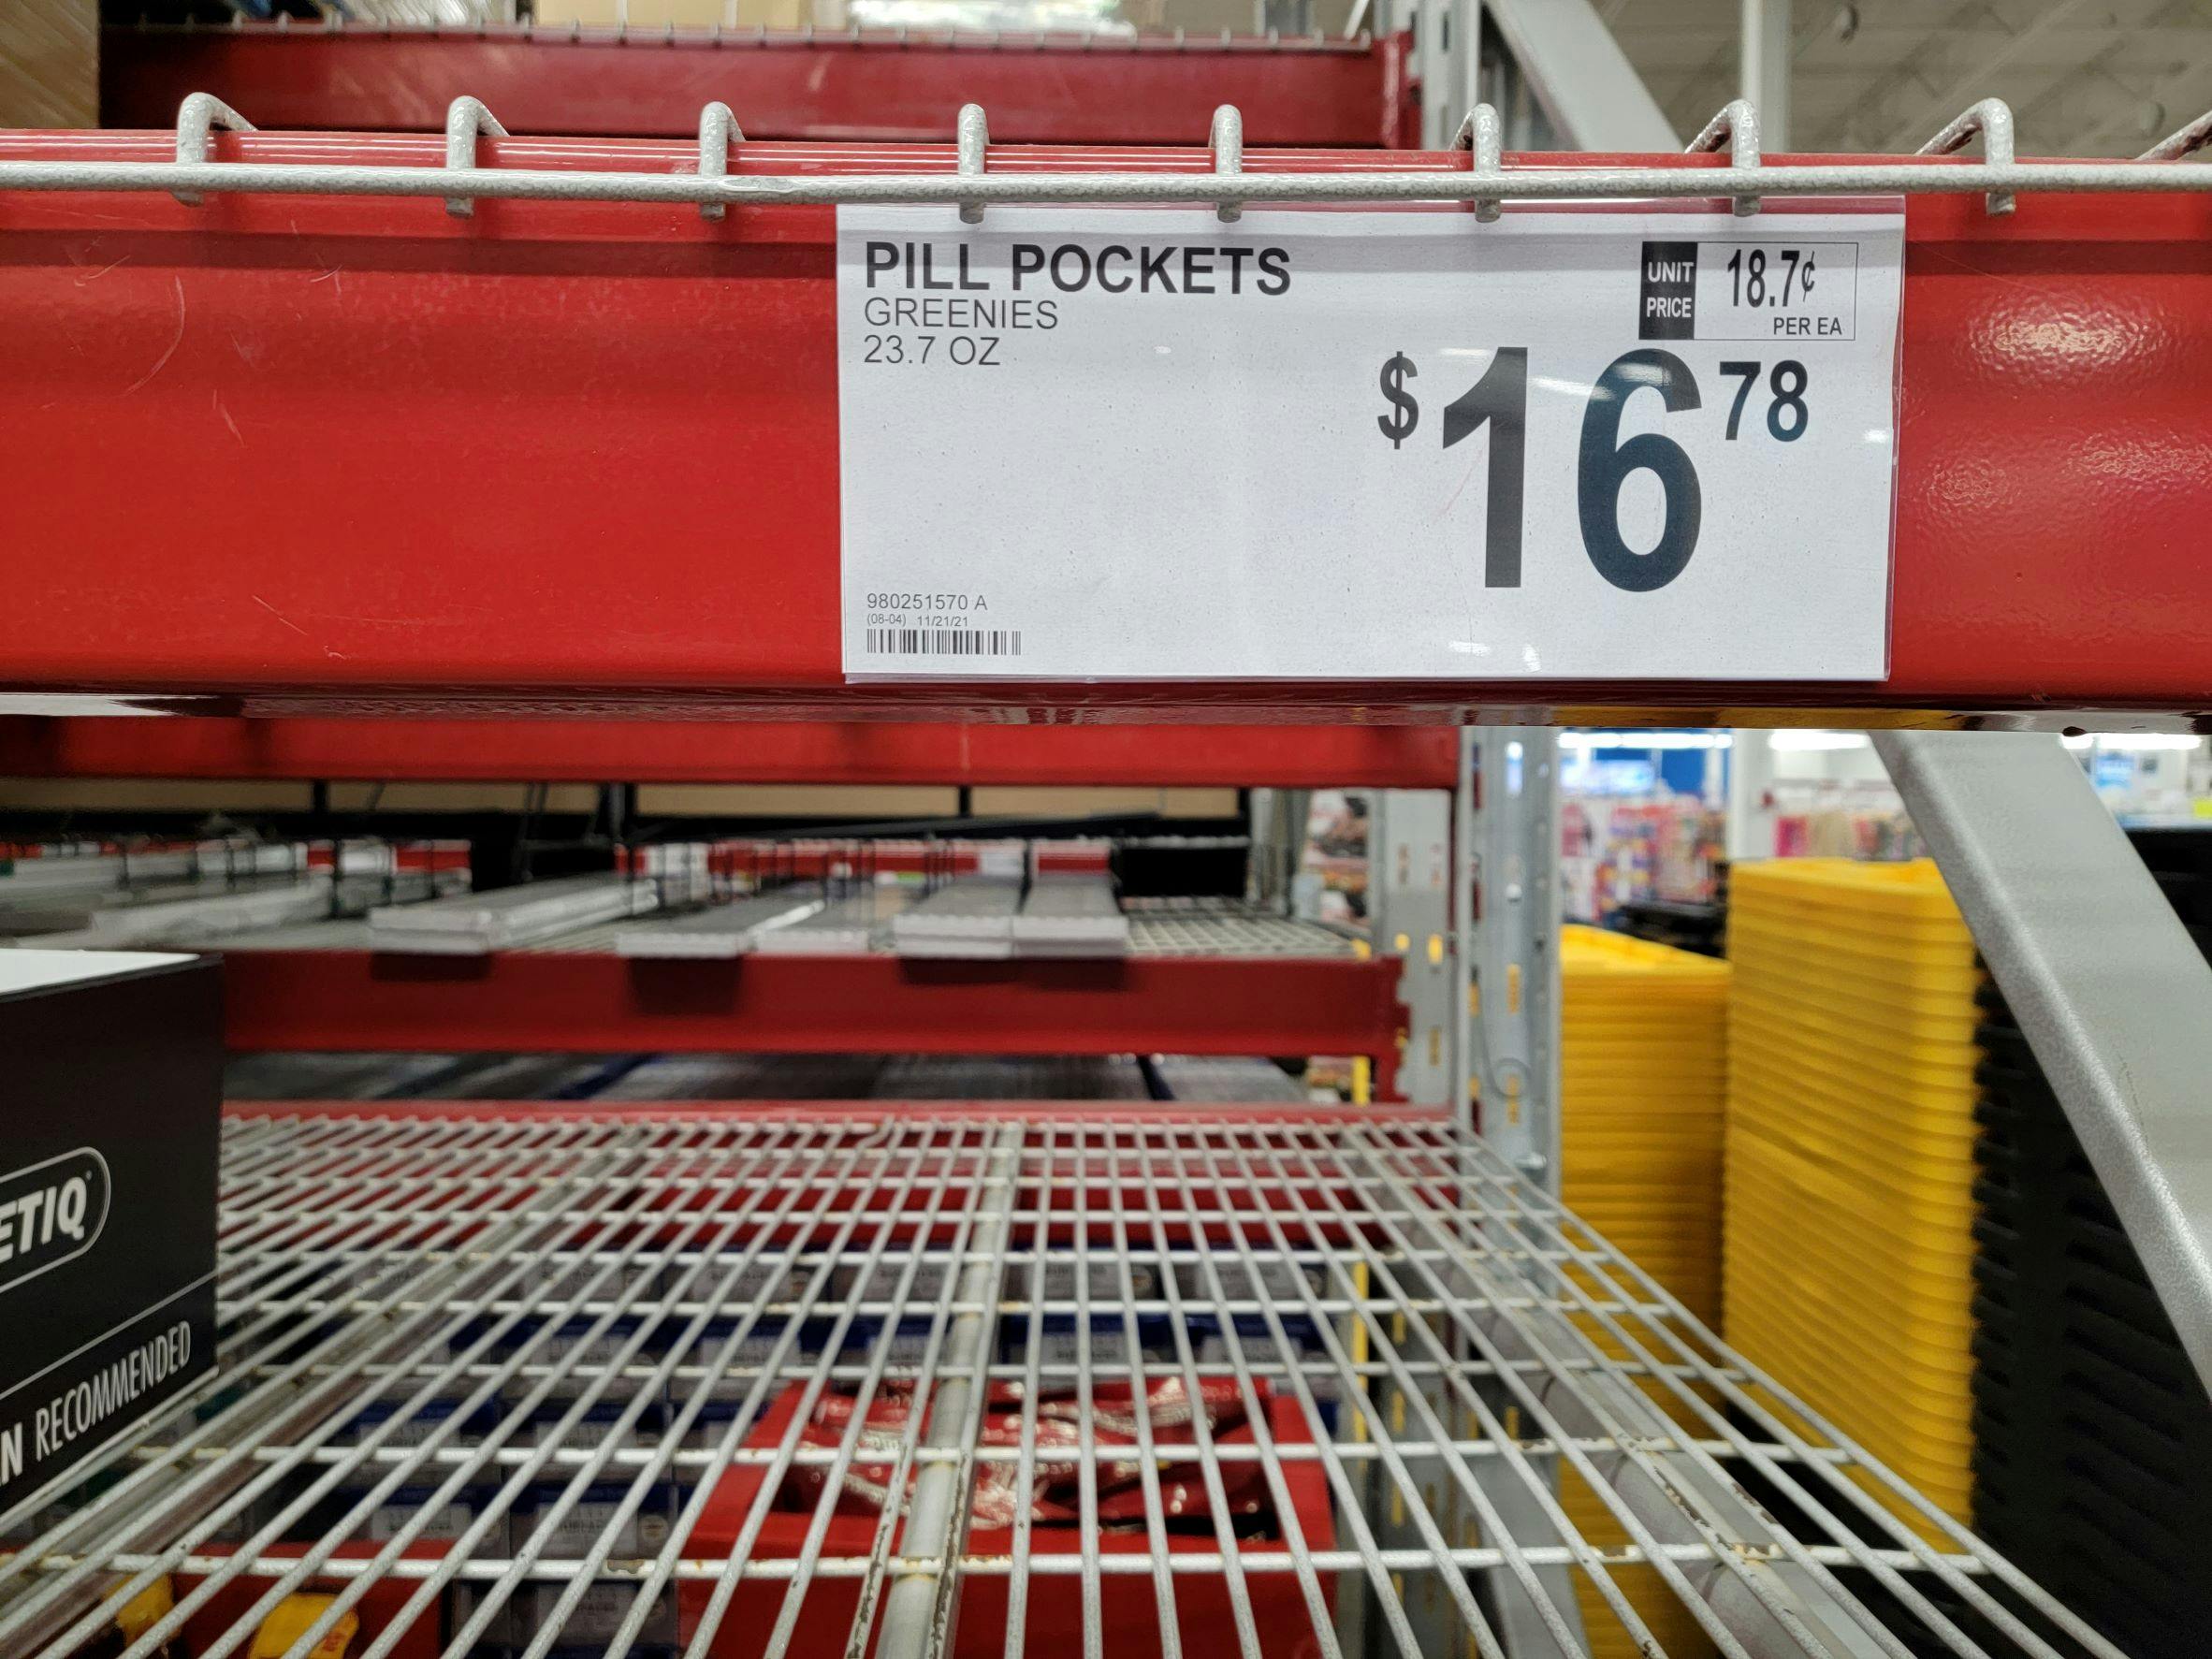 PILL POCKETS
GREENIES
23.7 OZ
UNIT
PRICE
18.7¢
PER EA
$16 78
980251570 A
(08-04) 11/21/21
ETIQ
N RECOMMENDED